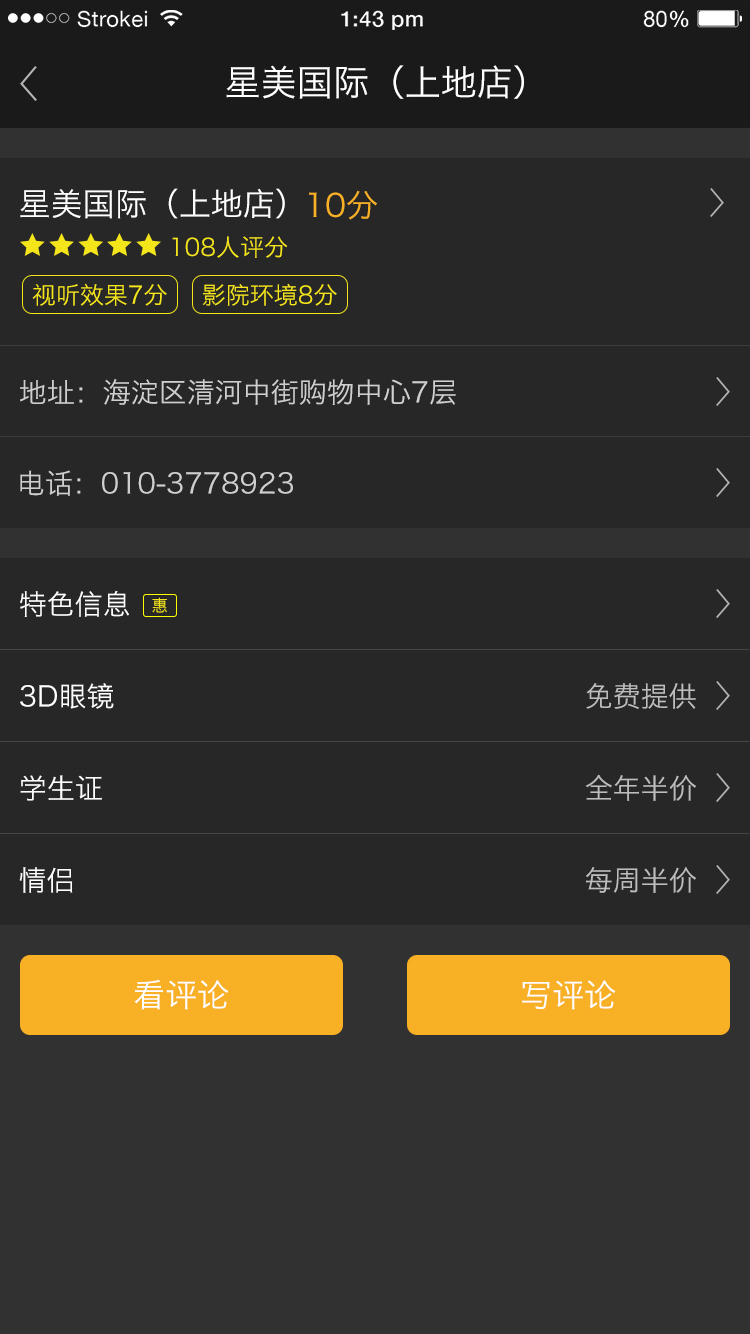 Strokei 1:43 pm 80%
星美国际（上地店）
星美国际（上地店）10分
108人评分
视听效果7分 影院环境8分
地址：海淀区清河中街购物中心7层
电话：010-3778923
特色信息 惠
3D眼镜 免费提供
学生证 全年半价
情侣 每周半价
看评论 写评论